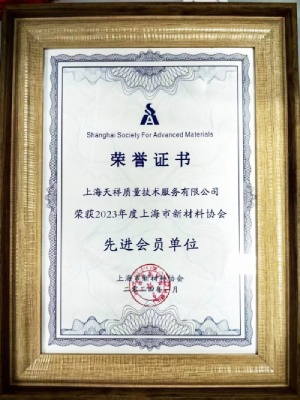 Shanghai Society For Advanced Materials
荣誉证书
上海天祥质量技术服务有限公司
荣获2023年度上海市新材料协会
先进会员单位
上海市新材料协会